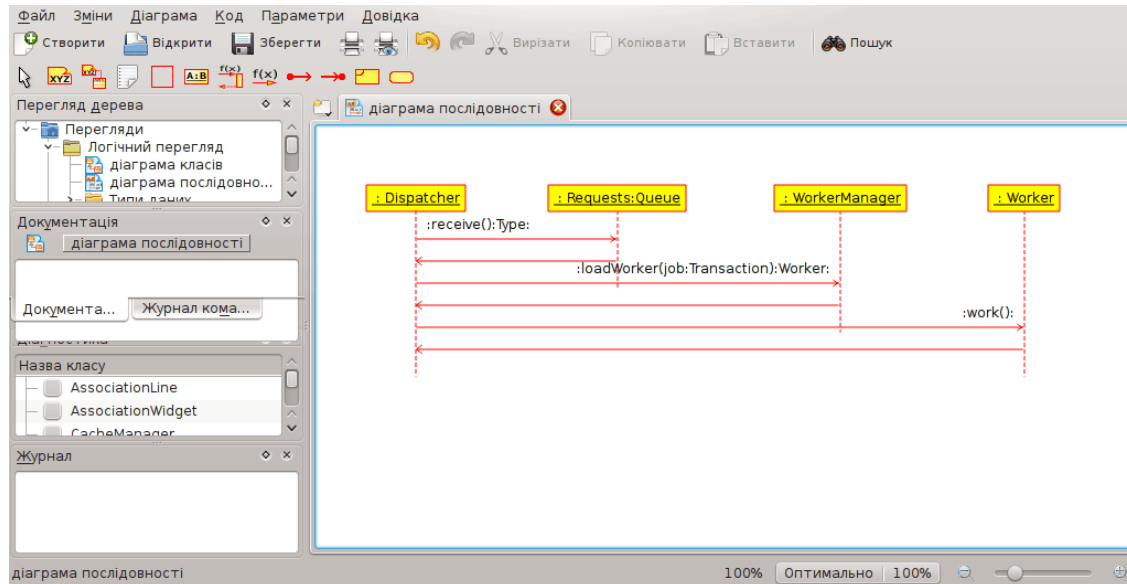 Файл Зміни Діаграма Код Параметри Довідка
Створити Відкрити Зберегти Вирізати Копіювати Вставити Пошук
XYZ XYZ A:B f(x) f(x)
Перегляд дерева
діаграма послідовності
Перегляди
Логічний перегляд
діаграма класів
діаграма послідовно...
Типи даних
Документація
діаграма послідовності
Документа... Журнал кома...
Діагностика
Назва класу
AssociationLine
AssociationWidget
CacheManager
Журнал
: Dispatcher : Requests:Queue : WorkerManager : Worker
:receive():Type:
:loadWorker(job:Transaction):Worker:
:work():
діаграма послідовності 100% Оптимально 100%